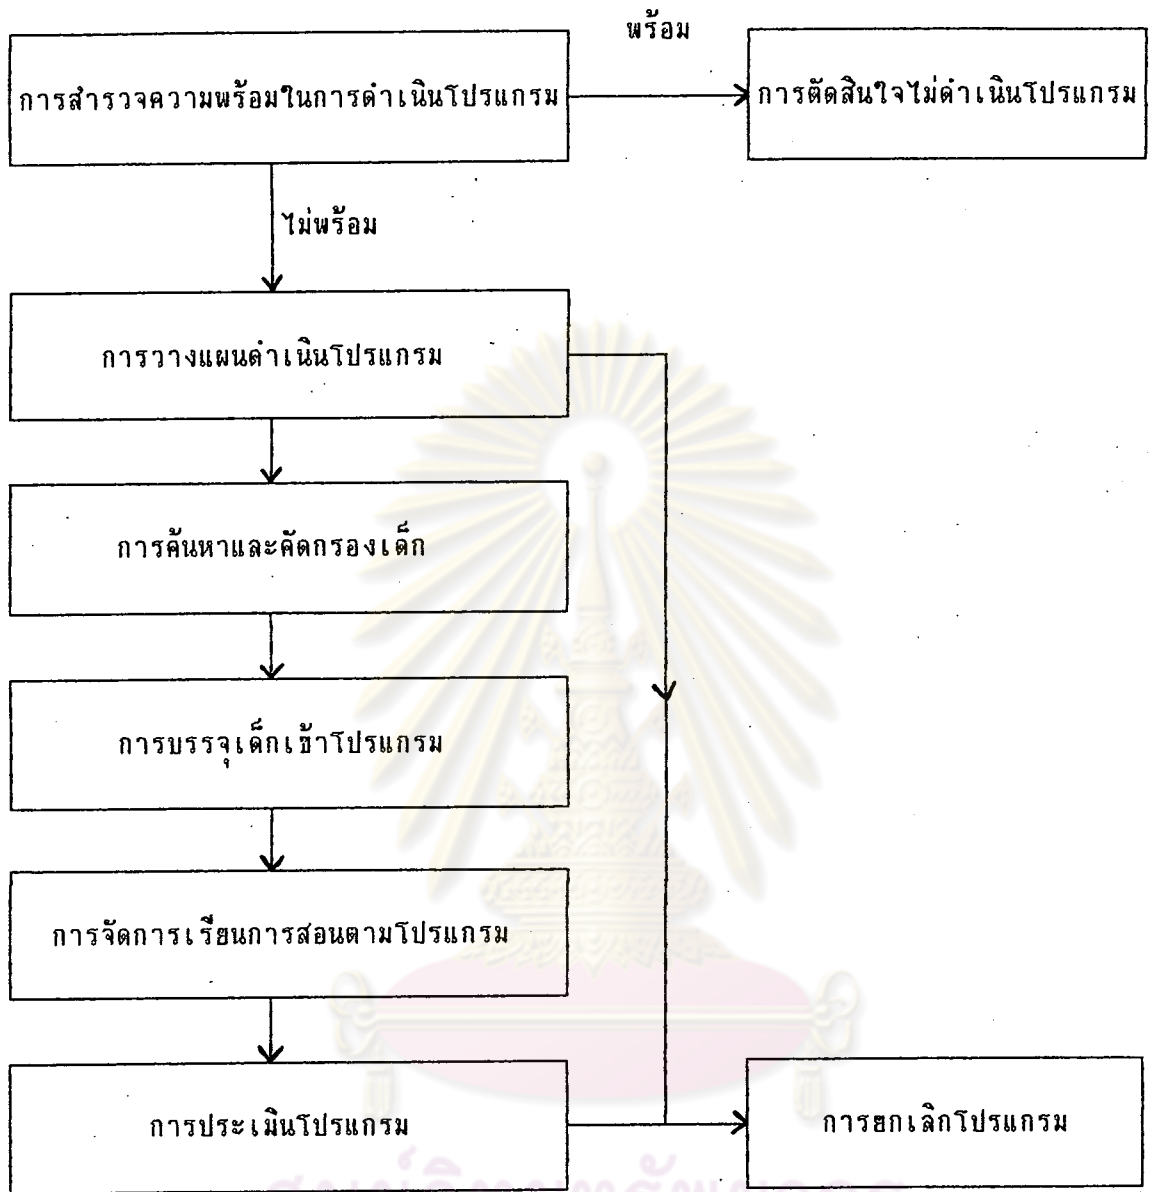 พร้อม
การสำรวจความพร้อมในการดำเนินโปรแกรม
การตัดสินใจไม่ดำเนินโปรแกรม
ไม่พร้อม
การวางแผนดำเนินโปรแกรม
การค้นหาและคัดกรองเด็ก
การบรรจุเด็กเข้าโปรแกรม
การจัดการเรียนการสอนตามโปรแกรม
การประเมินโปรแกรม
การยกเลิกโปรแกรม